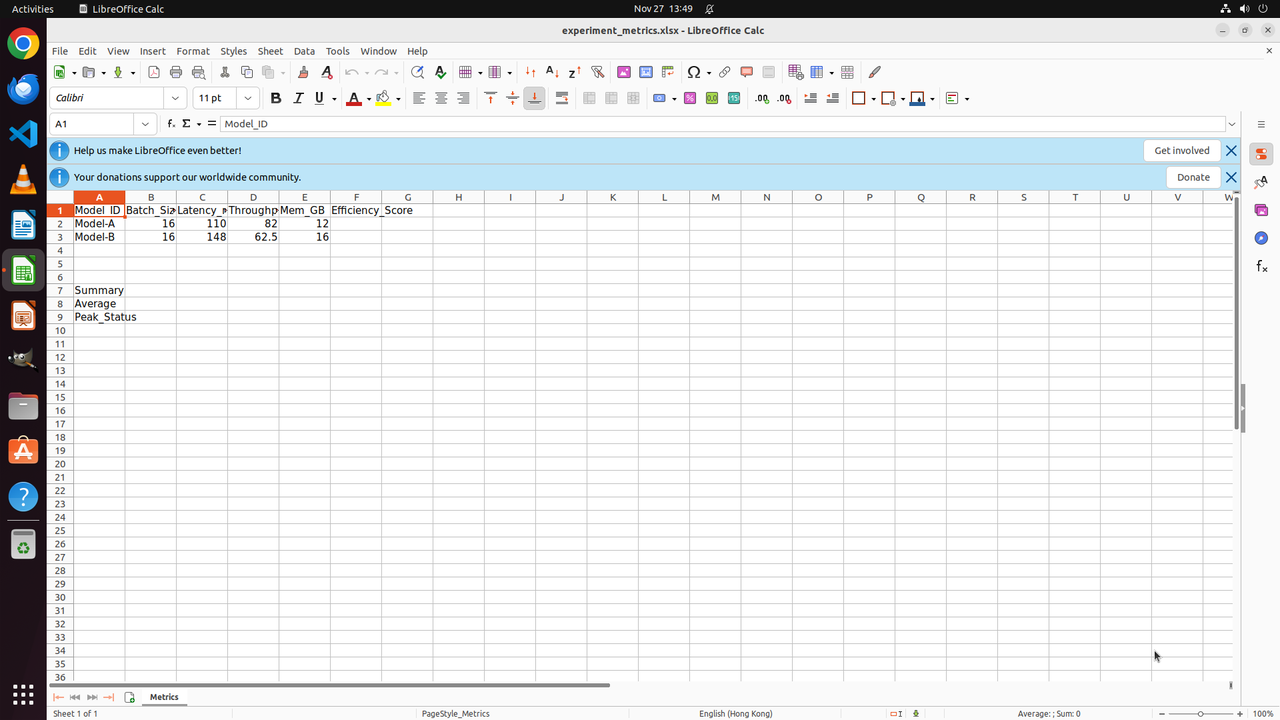 Activities
LibreOffice Calc
Nov 27 13:49
experiment_metrics.xlsx - LibreOffice Calc
File Edit View Insert Format Styles Sheet Data Tools Window Help
Calibri
11 pt
A1
Model_ID
Help us make LibreOffice even better!
Get involved
Your donations support our worldwide community.
Donate
A B C D E F G H I J K L M N O P Q R S T U V W
1 Model_ID Batch_Siz Latency_r Throughp Mem_GB Efficiency_Score
2 Model-A 16 110 82 12
3 Model-B 16 148 62.5 16
4
5
6
7 Summary
8 Average
9 Peak_Status
10
11
12
13
14
15
16
17
18
19
20
21
22
23
24
25
26
27
28
29
30
31
32
33
34
35
36
Metrics
Sheet 1 of 1
PageStyle_Metrics
English (Hong Kong)
Average: ; Sum: 0
100%